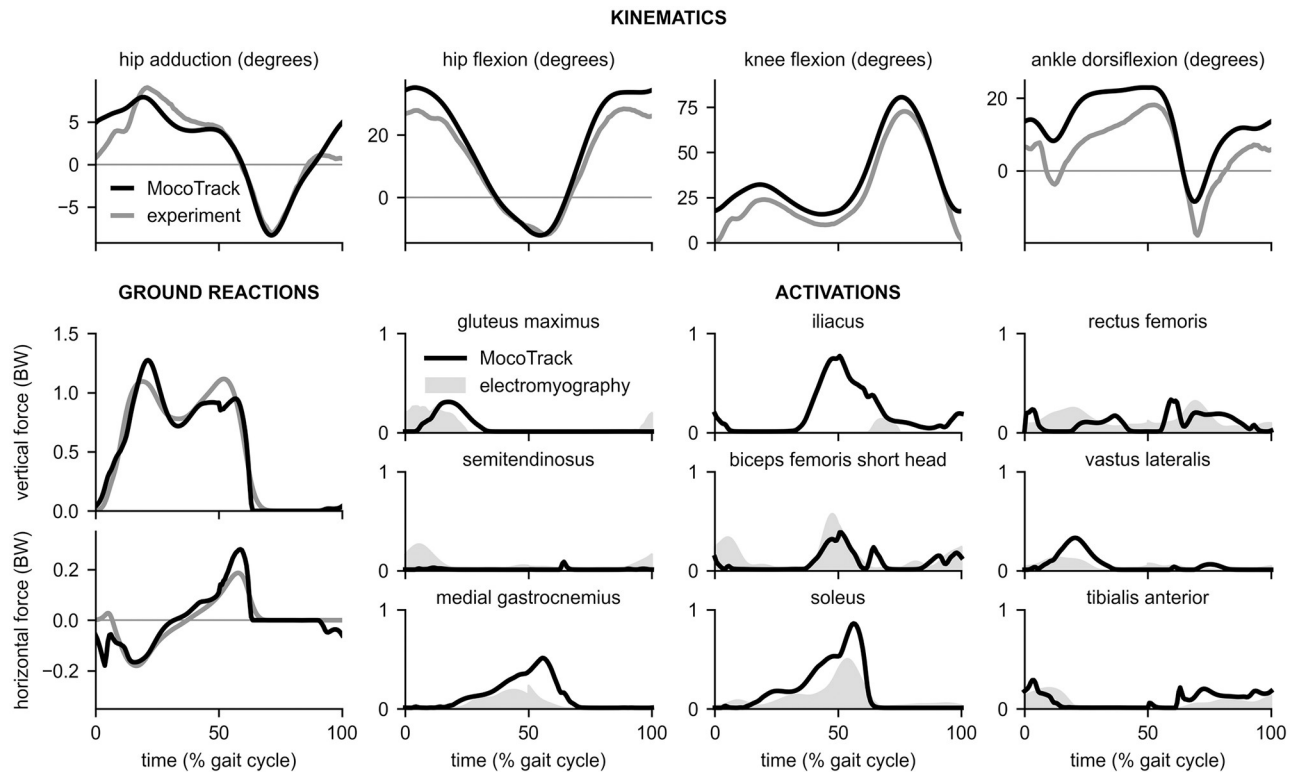 KINEMATICS
hip adduction (degrees)
hip flexion (degrees)
knee flexion (degrees)
ankle dorsiflexion (degrees)
5
0
−5
MocoTrack
experiment
20
0
75
50
25
0
20
0
0
50
100
GROUND REACTIONS
ACTIVATIONS
vertical force (BW)
1.5
1.0
0.5
0.0
horizontal force (BW)
0.2
0.0
−0.2
0
50
100
time (% gait cycle)
gluteus maximus
1
0
MocoTrack
electromyography
iliacus
1
0
rectus femoris
1
0
semitendinosus
1
0
biceps femoris short head
1
0
vastus lateralis
1
0
medial gastrocnemius
1
0
0
50
100
time (% gait cycle)
soleus
1
0
0
50
100
time (% gait cycle)
tibialis anterior
1
0
0
50
100
time (% gait cycle)